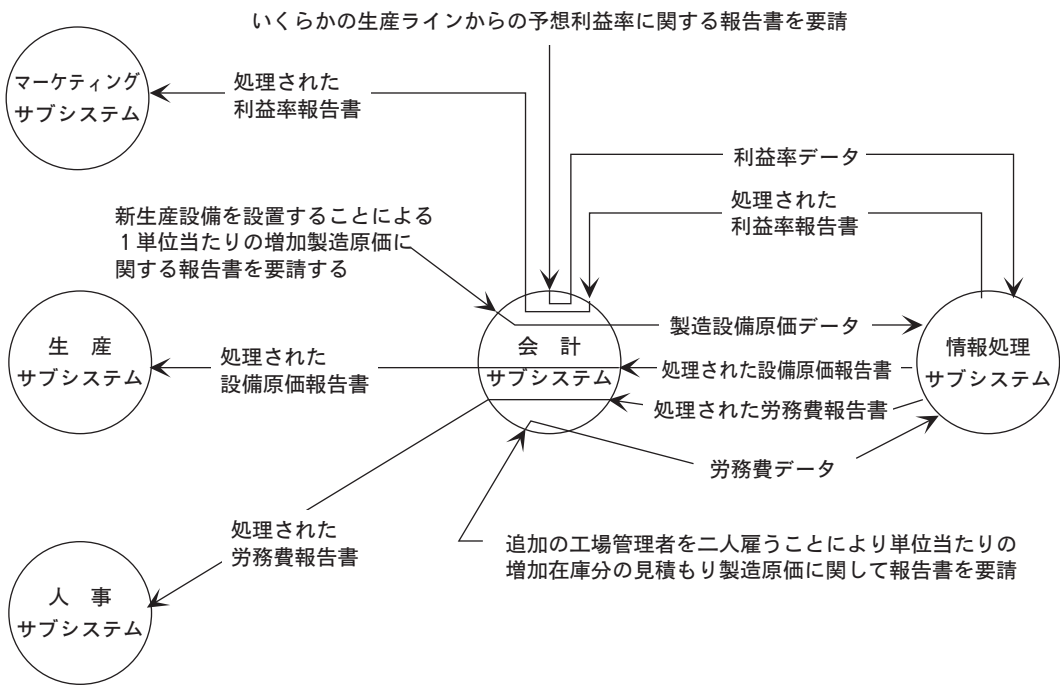 いくらかの生産ラインからの予想利益率に関する報告書を要請
マーケティング
サブシステム
処理された
利益率報告書
利益率データ
処理された
利益率報告書
新生産設備を設置することによる
1単位当たりの増加製造原価に
関する報告書を要請する
製造設備原価データ
生 産
サブシステム
処理された
設備原価報告書
会 計
サブシステム
処理された設備原価報告書
情報処理
サブシステム
処理された労務費報告書
労務費データ
処理された
労務費報告書
追加の工場管理者を二人雇うことにより単位当たりの
増加在庫分の見積もり製造原価に関して報告書を要請
人 事
サブシステム